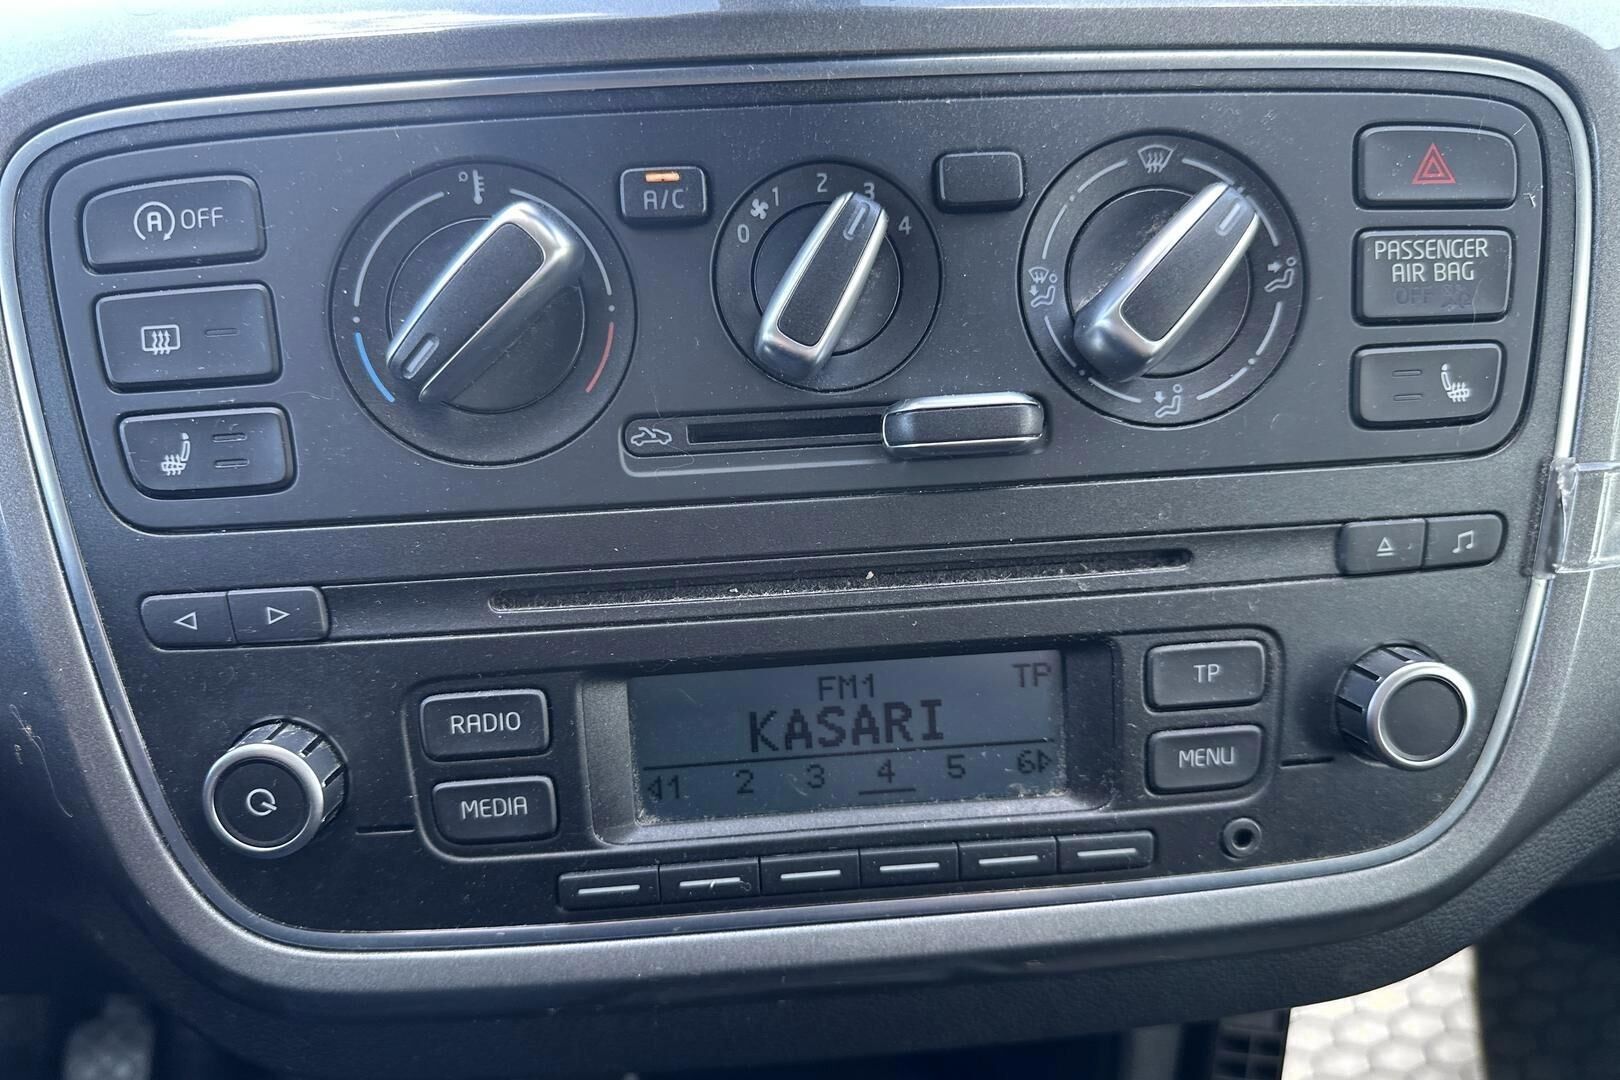 A OFF
A/C
0 1 2 3 4
PASSENGER
AIR BAG
OFF
RADIO
MEDIA
FM1
TP
KASARI
1 2 3 4 5 6
TP
MENU